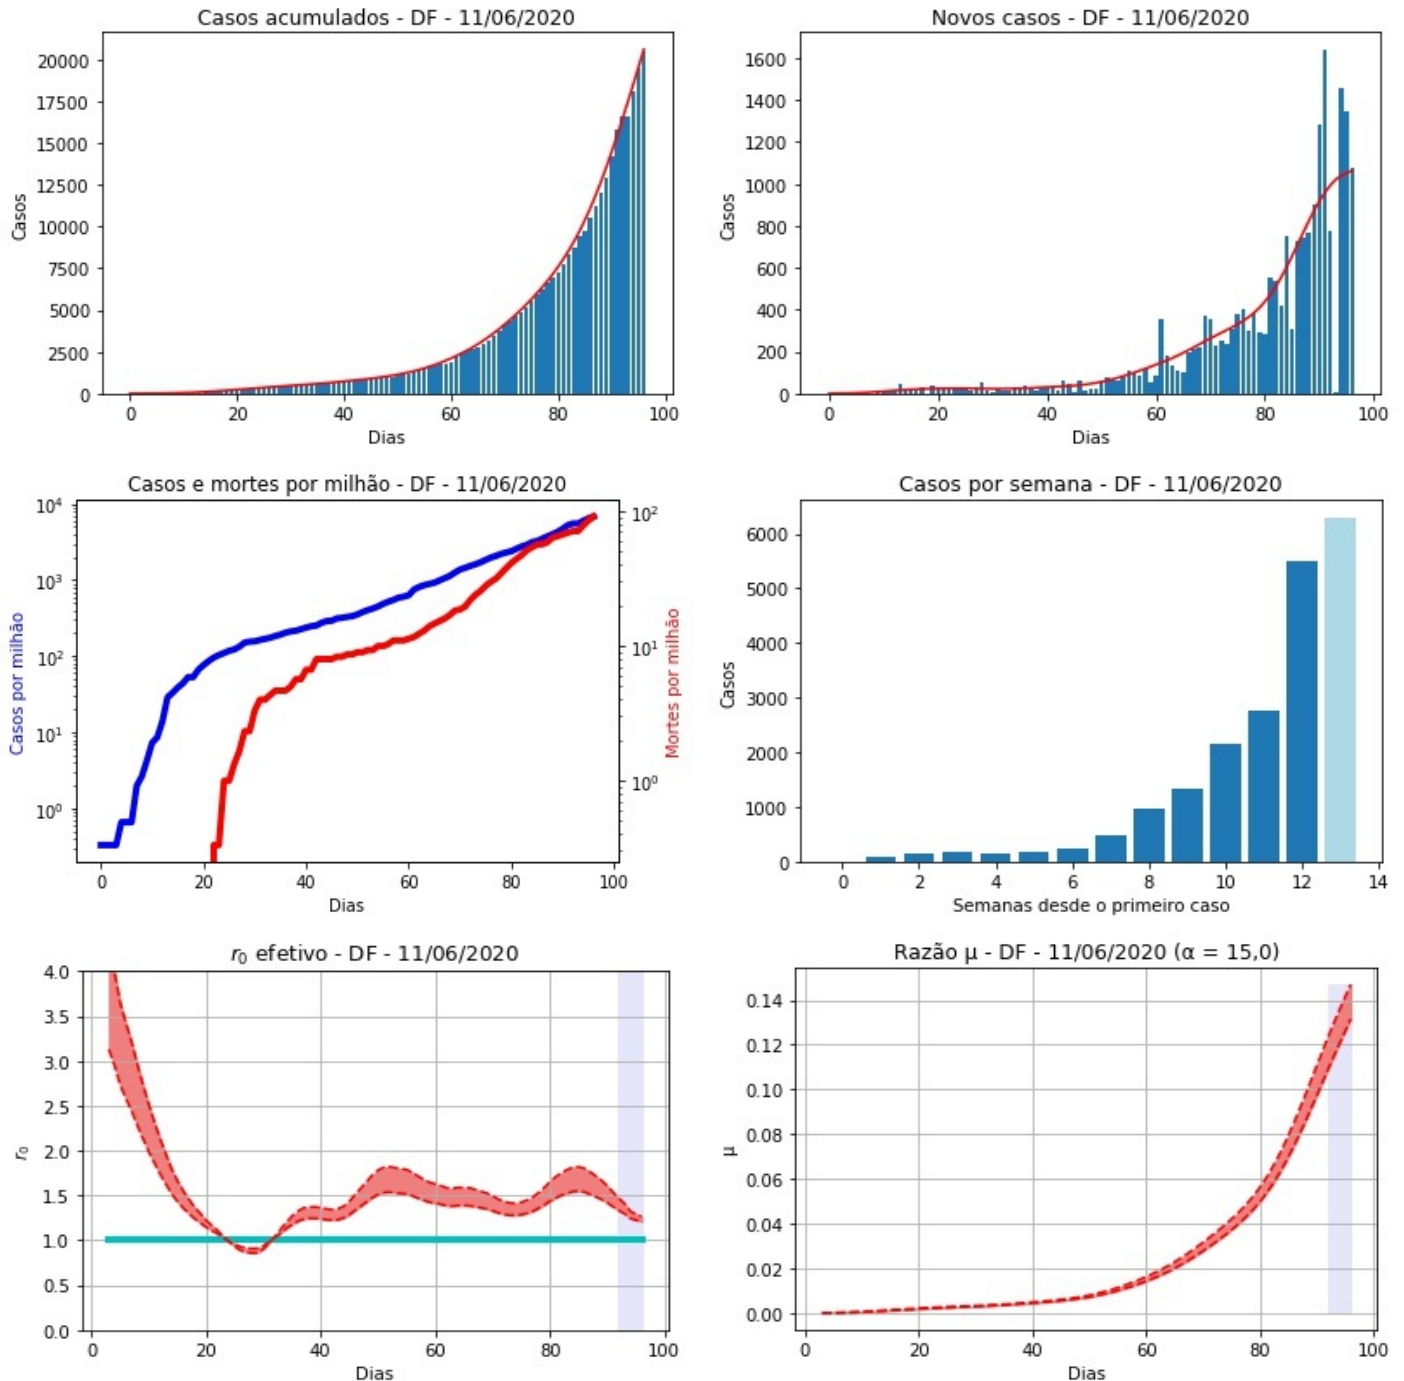 Casos acumulados - DF - 11/06/2020
20000
17500
15000
12500
10000
7500
5000
2500
0
Casos
0 20 40 60 80 100
Dias
Novos casos - DF - 11/06/2020
1600
1400
1200
1000
800
600
400
200
0
Casos
0 20 40 60 80 100
Dias
Casos e mortes por milhão - DF - 11/06/2020
10⁴
10³
10²
10¹
10⁰
Casos por milhão
10²
10¹
10⁰
Mortes por milhão
0 20 40 60 80 100
Dias
Casos por semana - DF - 11/06/2020
6000
5000
4000
3000
2000
1000
0
Casos
0 2 4 6 8 10 12 14
Semanas desde o primeiro caso
r₀ efetivo - DF - 11/06/2020
4.0
3.5
3.0
2.5
2.0
1.5
1.0
0.5
0.0
r₀
0 20 40 60 80 100
Dias
Razão μ - DF - 11/06/2020 (α = 15,0)
0.14
0.12
0.10
0.08
0.06
0.04
0.02
0.00
μ
0 20 40 60 80 100
Dias